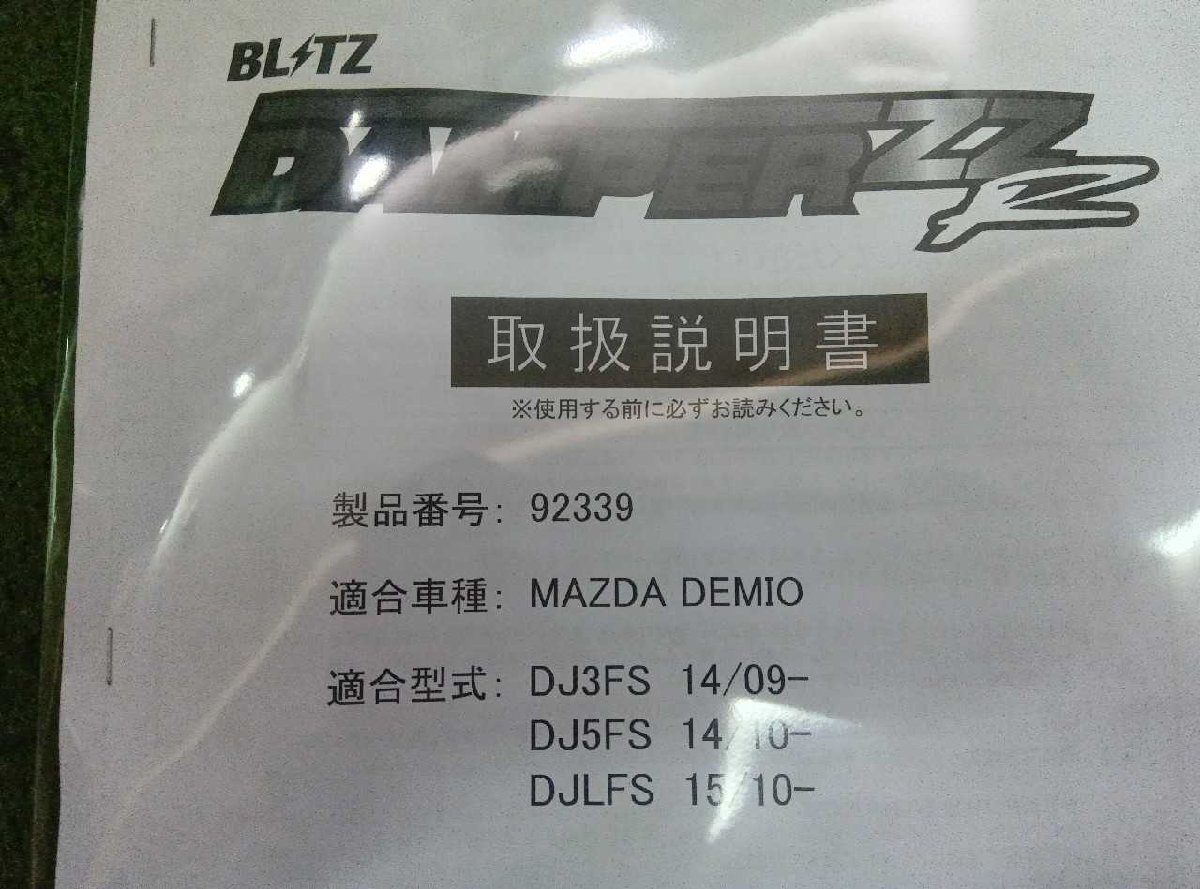 BLITZ
DAMPER ZZR
取扱説明書
※使用する前に必ずお読みください。
製品番号: 92339
適合車種: MAZDA DEMIO
適合型式: DJ3FS 14/09-
DJ5FS 14/10-
DJLFS 15/10-